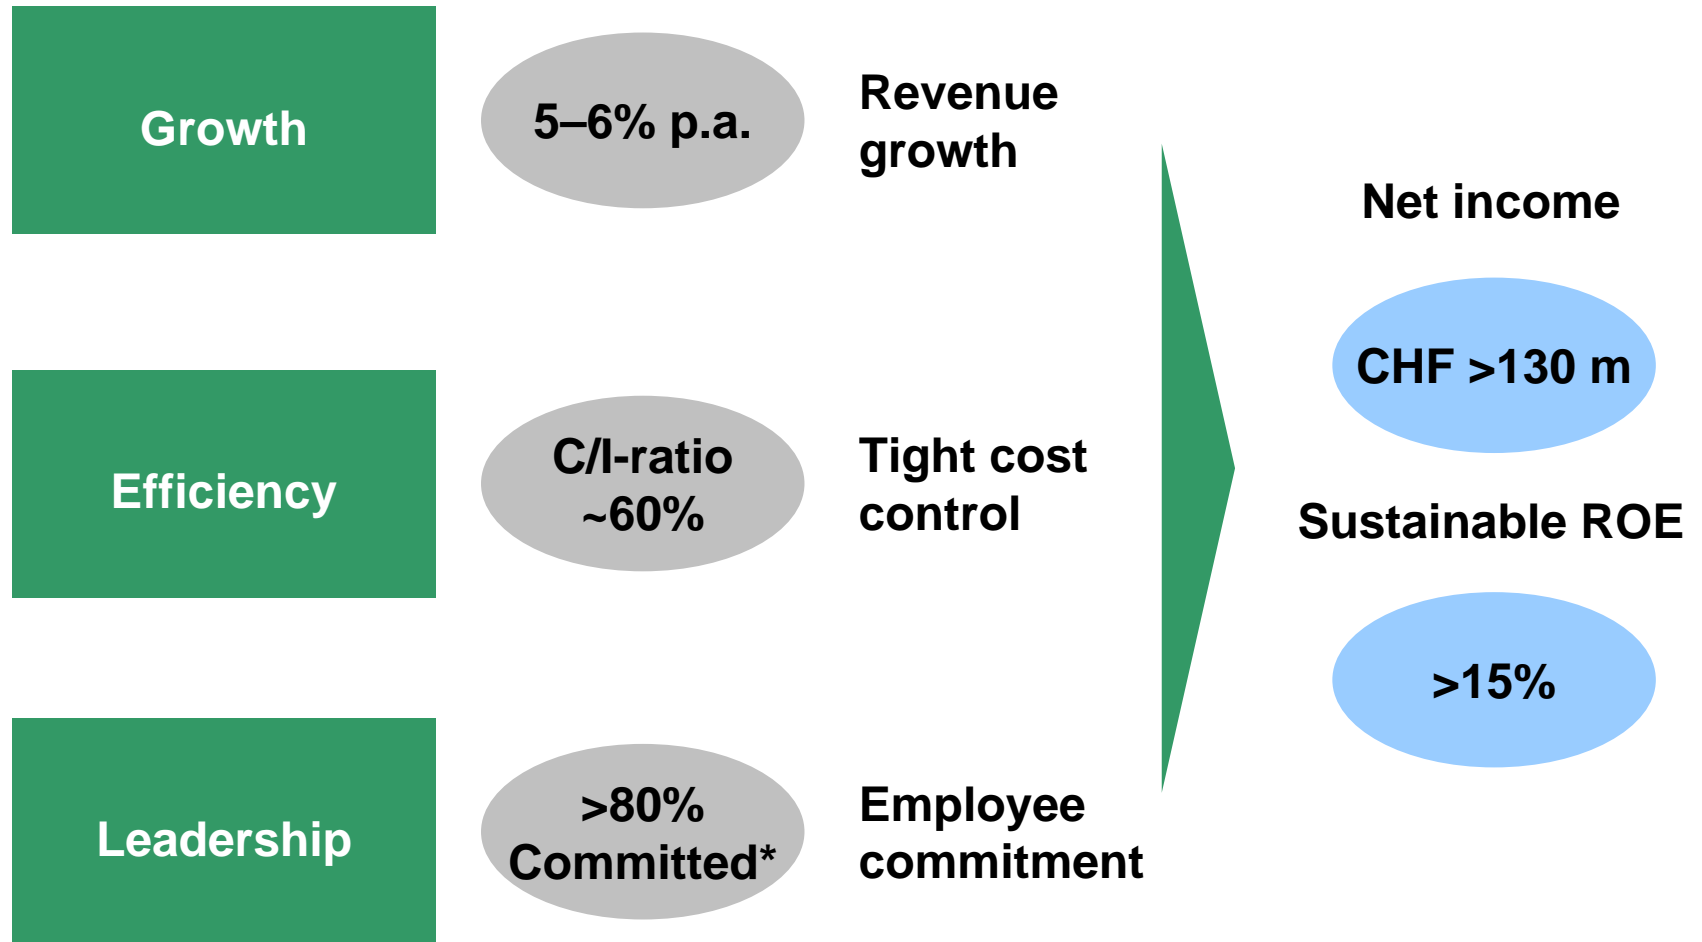 Growth
5–6% p.a.
Revenue
growth
Efficiency
C/I-ratio
~60%
Tight cost
control
Leadership
>80%
Committed*
Employee
commitment
Net income
CHF >130 m
Sustainable ROE
>15%